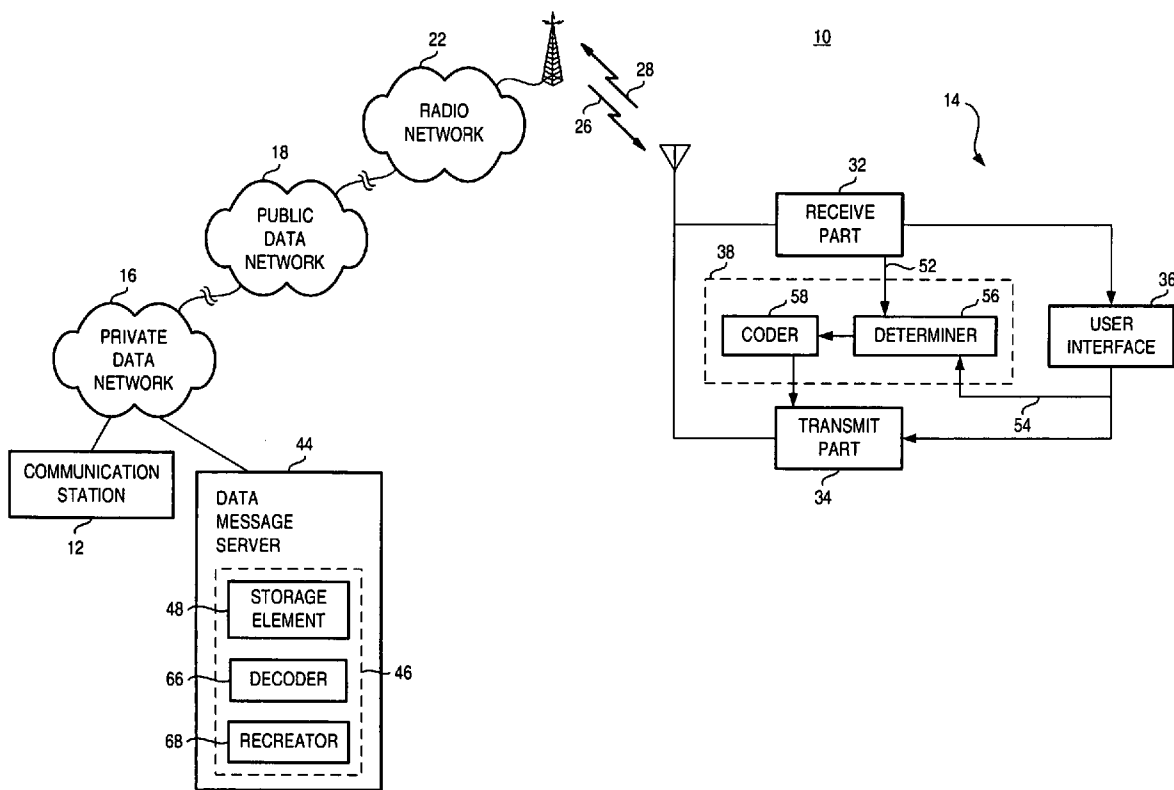 10
22
RADIO
NETWORK
28
26
14
18
PUBLIC
DATA
NETWORK
32
RECEIVE
PART
38
52
58
CODER
56
DETERMINER
36
USER
INTERFACE
16
PRIVATE
DATA
NETWORK
54
TRANSMIT
PART
34
COMMUNICATION
STATION
12
44
DATA
MESSAGE
SERVER
48
STORAGE
ELEMENT
66
DECODER
46
68
RECREATOR